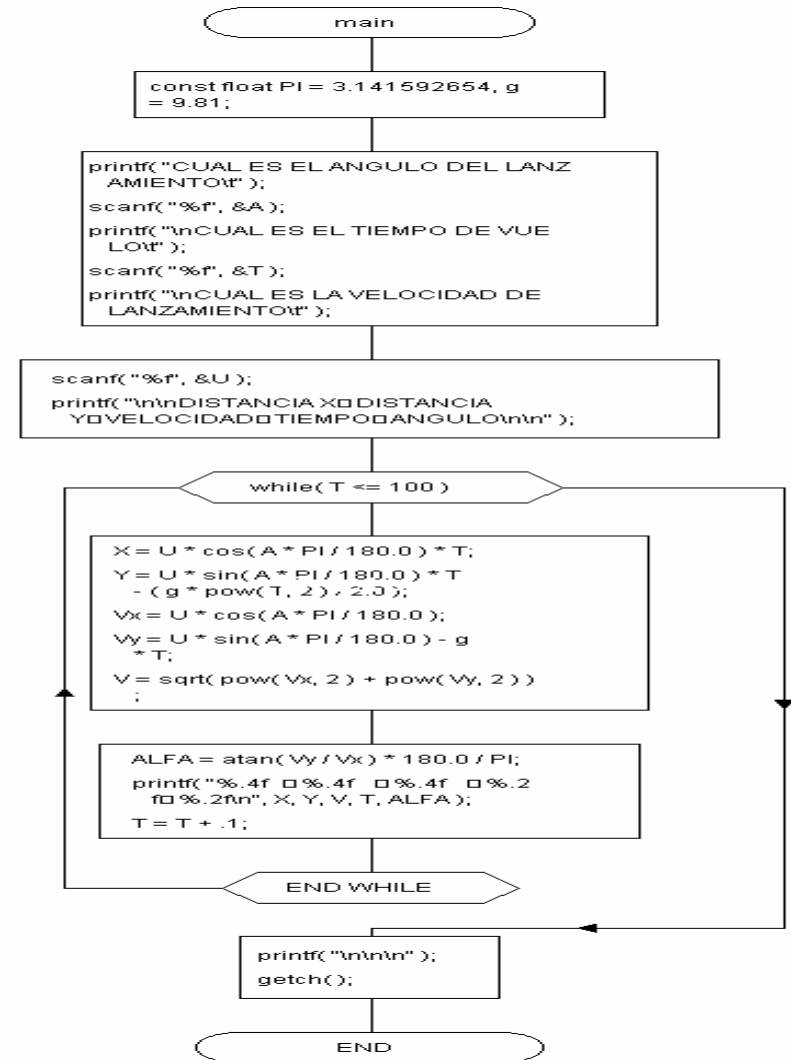 main
const float PI = 3.141592654, g
= 9.81;
printf( "CUAL ES EL ANGULO DEL LANZ
AMIENTO\t" );
scanf( "%f", &A );
printf( "\nCUAL ES EL TIEMPO DE VUE
LO\t" );
scanf( "%f", &T );
printf( "\nCUAL ES LA VELOCIDAD DE
LANZAMIENTO\t" );
scanf( "%f", &U );
printf( "\n\nDISTANCIA X□DISTANCIA
Y□VELOCIDAD□TIEMPO□ANGULO\n\n" );
while( T <= 100 )
X = U * cos( A * PI / 180.0 ) * T;
Y = U * sin( A * PI / 180.0 ) * T
- ( g * pow( T, 2 ) / 2.0 );
Vx = U * cos( A * PI / 180.0 );
Vy = U * sin( A * PI / 180.0 ) - g
* T;
V = sqrt( pow( Vx, 2 ) + pow( Vy, 2 ) )
;
ALFA = atan( Vy / Vx ) * 180.0 / PI;
printf( "%.4f □%.4f □%.4f □%.2
f□%.2f\n", X, Y, V, T, ALFA );
T = T + .1;
END WHILE
printf( "\n\n\n" );
getch();
END